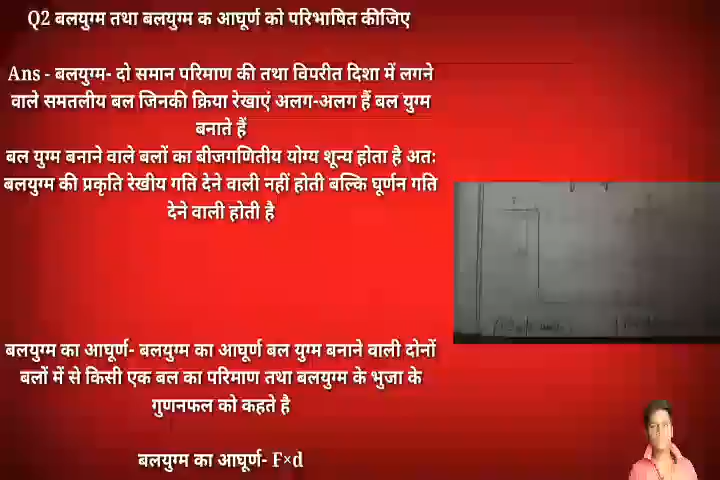 Q2 बलयुग्म तथा बलयुग्म क आघूर्ण को परिभाषित कीजिए
Ans - बलयुग्म- दो समान परिमाण की तथा विपरीत दिशा में लगने
वाले समतलीय बल जिनकी क्रिया रेखाएं अलग-अलग हैं बल युग्म
बनाते हैं
बल युग्म बनाने वाले बलों का बीजगणितीय योग्य शून्य होता है अतः
बलयुग्म की प्रकृति रेखीय गति देने वाली नहीं होती बल्कि घूर्णन गति
देने वाली होती है
बलयुग्म का आघूर्ण- बलयुग्म का आघूर्ण बल युग्म बनाने वाली दोनों
बलों में से किसी एक बल का परिमाण तथा बलयुग्म के भुजा के
गुणनफल को कहते है
बलयुग्म का आघूर्ण- F×d